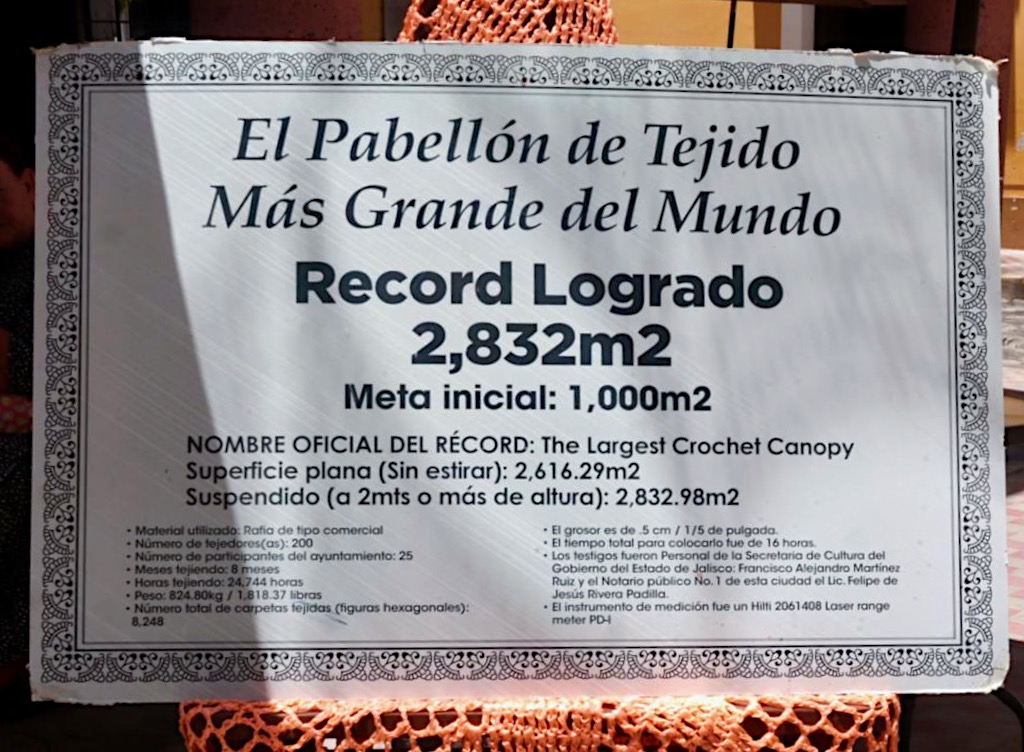 El Pabellón de Tejido
Más Grande del Mundo
Record Logrado
2,832m2
Meta inicial: 1,000m2
NOMBRE OFICIAL DEL RÉCORD: The Largest Crochet Canopy
Superficie plana (Sin estirar): 2,616.29m2
Suspendido (a 2mts o más de altura): 2,832.98m2
• Material utilizado: Rafia de tipo comercial
• Número de tejedores(as): 200
• Número de participantes del ayuntamiento: 25
• Meses tejiendo: 8 meses
• Horas tejiendo: 24,744 horas
• Peso: 824.80kg / 1,818.37 libras
• Número total de carpetas tejidas (figuras hexagonales):
8,248
• El grosor es de .5 cm / 1/5 de pulgada.
• El tiempo total para colocarlo fue de 16 horas.
• Los testigos fueron Personal de la Secretaria de Cultura del
Gobierno del Estado de Jalisco: Francisco Alejandro Martínez
Ruiz y el Notario público No. 1 de esta ciudad el Lic. Felipe de
Jesús Rivera Padilla.
• El instrumento de medición fue un Hilti 2061408 Laser range
meter PD-I